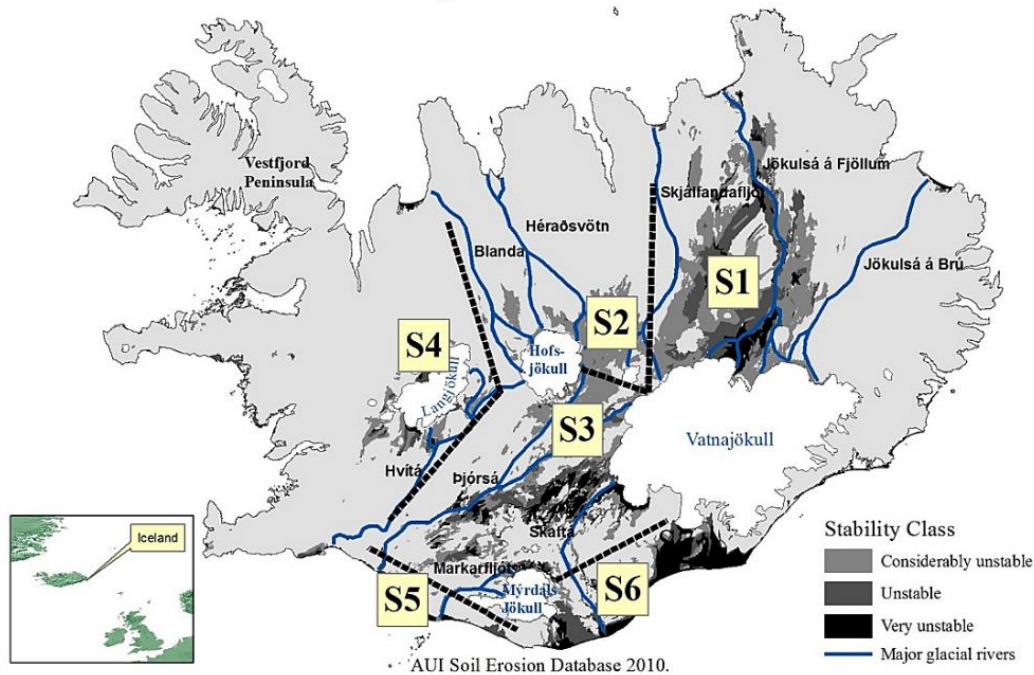 Vestfjord
Peninsula
Jökulsá á Fjöllum
Skjálfandafljót
Héraðsvötn
Blanda
Jökulsá á Brú
S1
S2
S4
Hofs-
jökull
Langjökull
S3
Vatnajökull
Hvítá
Þjórsá
Skaftá
Iceland
Markarfljóts
Mýrdals
Jökull
S5
S6
Stability Class
Considerably unstable
Unstable
Very unstable
Major glacial rivers
AUI Soil Erosion Database 2010.